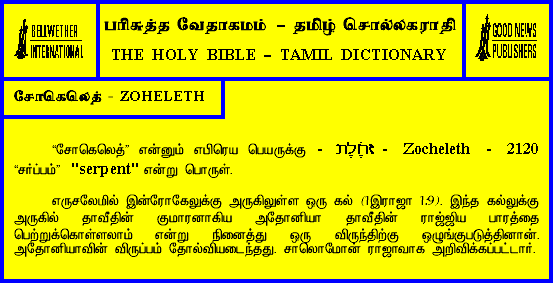 BELLWETHER
INTERNATIONAL
பரிசுத்த வேதாகமம் – தமிழ் சொல்லகராதி
THE HOLY BIBLE – TAMIL DICTIONARY
GOOD NEWS
PUBLISHERS
சோகெலெத் - ZOHELETH
“சோகெலெத்” என்னும் எபிரெய பெயருக்கு - זֹחֶלֶת - Zocheleth - 2120
“சர்ப்பம்” "serpent" என்று பொருள்.
எருசலேமில் இன்ரோகேலுக்கு அருகிலுள்ள ஒரு கல் (1இராஜா 1:9). இந்த கல்லுக்கு
அருகில் தாவீதின் குமாரனாகிய அதோனியா தாவீதின் ராஜ்ஜிய பாரத்தை
பெற்றுக்கொள்ளலாம் என்று நினைத்து ஒரு விருந்திற்கு ஒழுங்குபடுத்தினான்.
அதோனியாவின் விருப்பம் தோல்வியடைந்தது. சாலொமோன் ராஜாவாக அறிவிக்கப்பட்டார்.